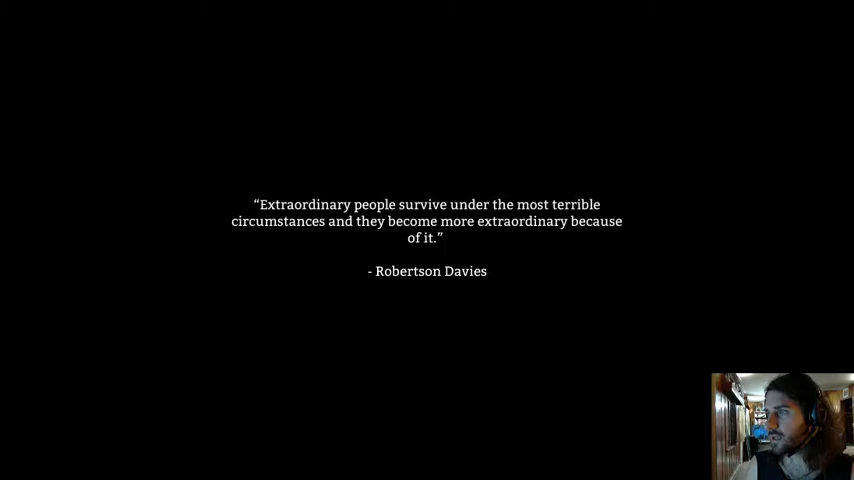 “Extraordinary people survive under the most terrible
circumstances and they become more extraordinary because
of it.”
- Robertson Davies